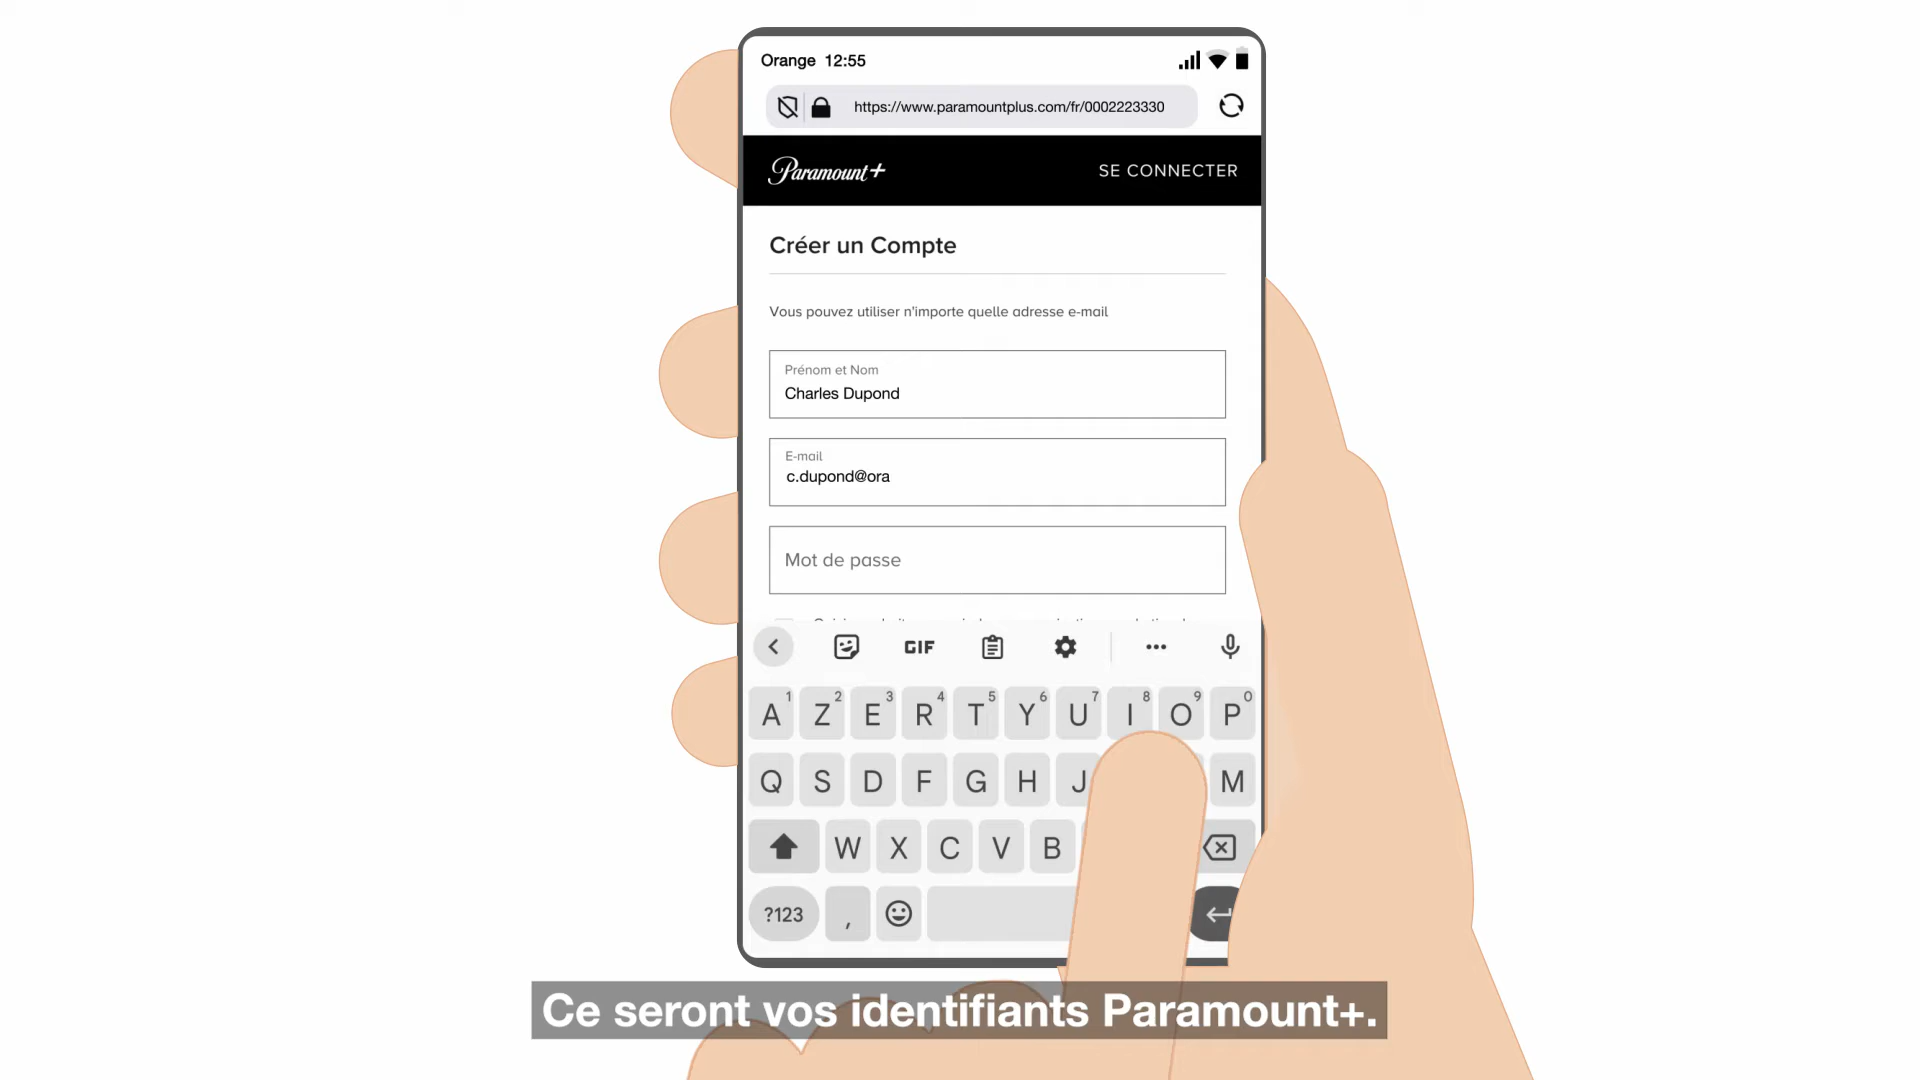 Orange 12:55
https://www.paramountplus.com/fr/0002223330
Paramount+
SE CONNECTER
Créer un Compte
Vous pouvez utiliser n'importe quelle adresse e-mail
Prénom et Nom
Charles Dupond
E-mail
c.dupond@ora
Mot de passe
GIF
A 1 Z 2 E 3 R 4 T 5 Y 6 U 7 I 8 O 9 P 0
Q S D F G H J M
W X C V B
?123 ,
Ce seront vos identifiants Paramount+.